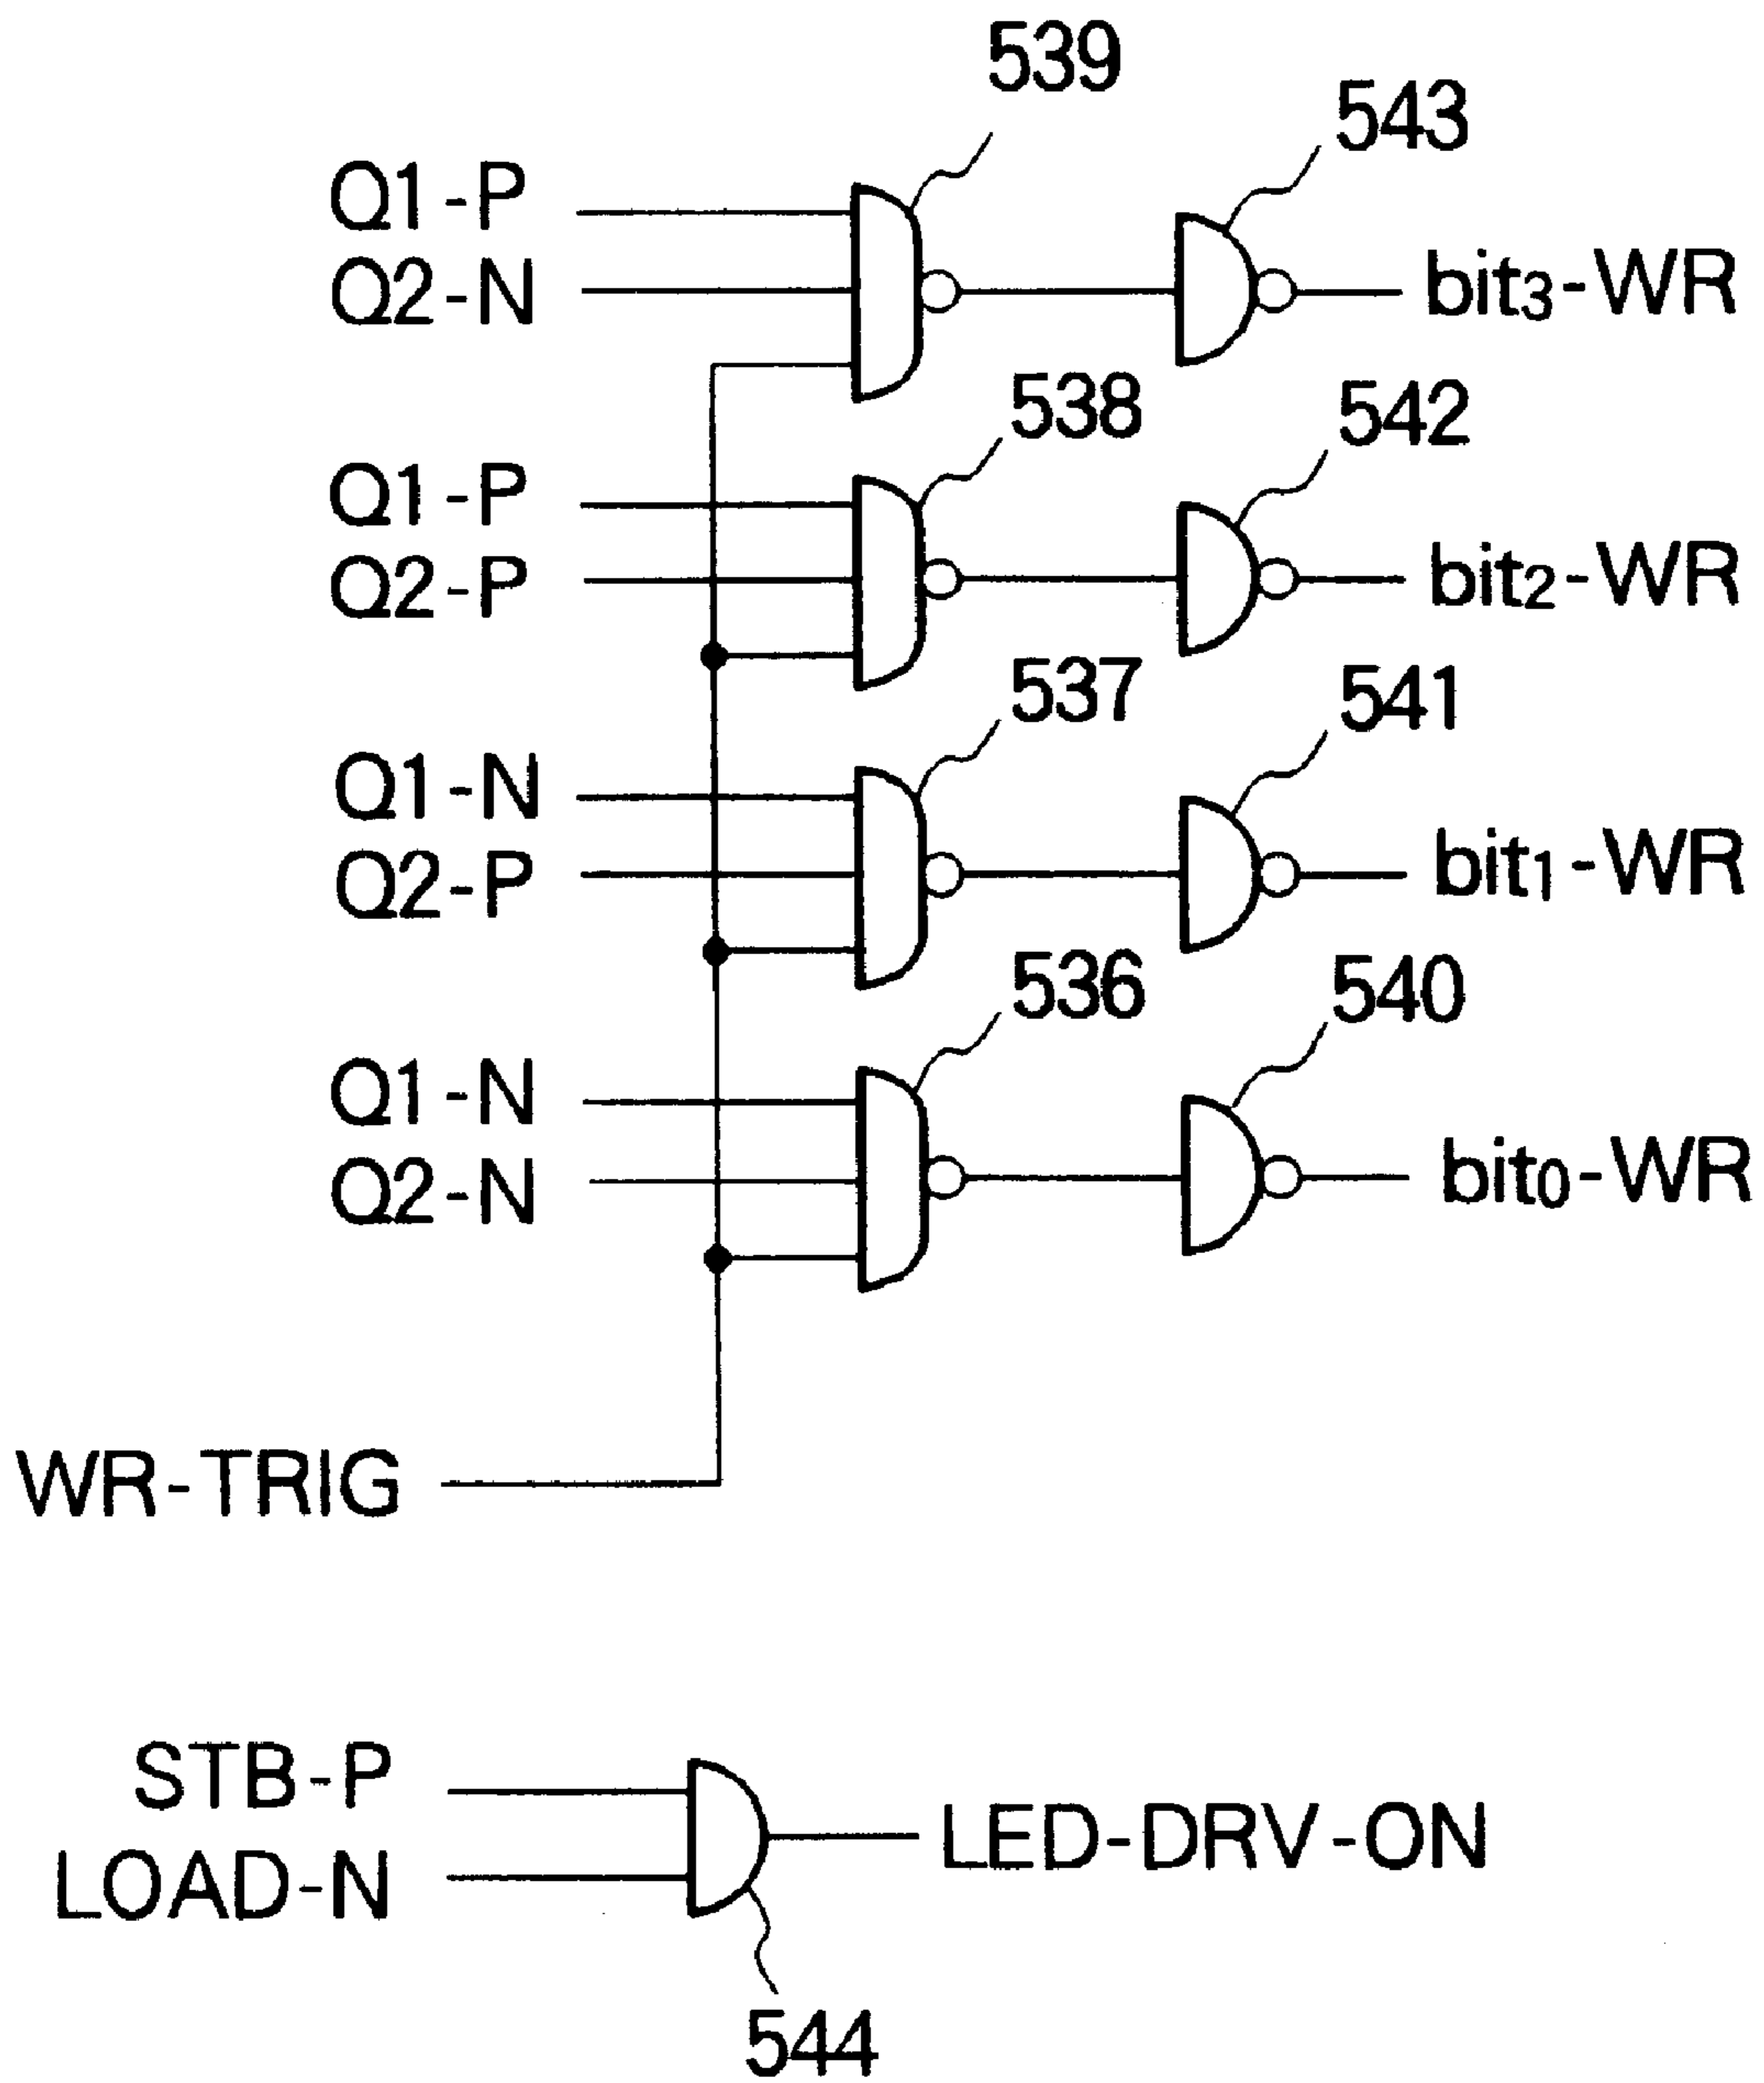 539
543
Q1-P
Q2-N
bit3-WR
538
542
Q1-P
Q2-P
bit2-WR
537
541
Q1-N
Q2-P
bit1-WR
536
540
Q1-N
Q2-N
bit0-WR
WR-TRIG
STB-P
LOAD-N
LED-DRV-ON
544